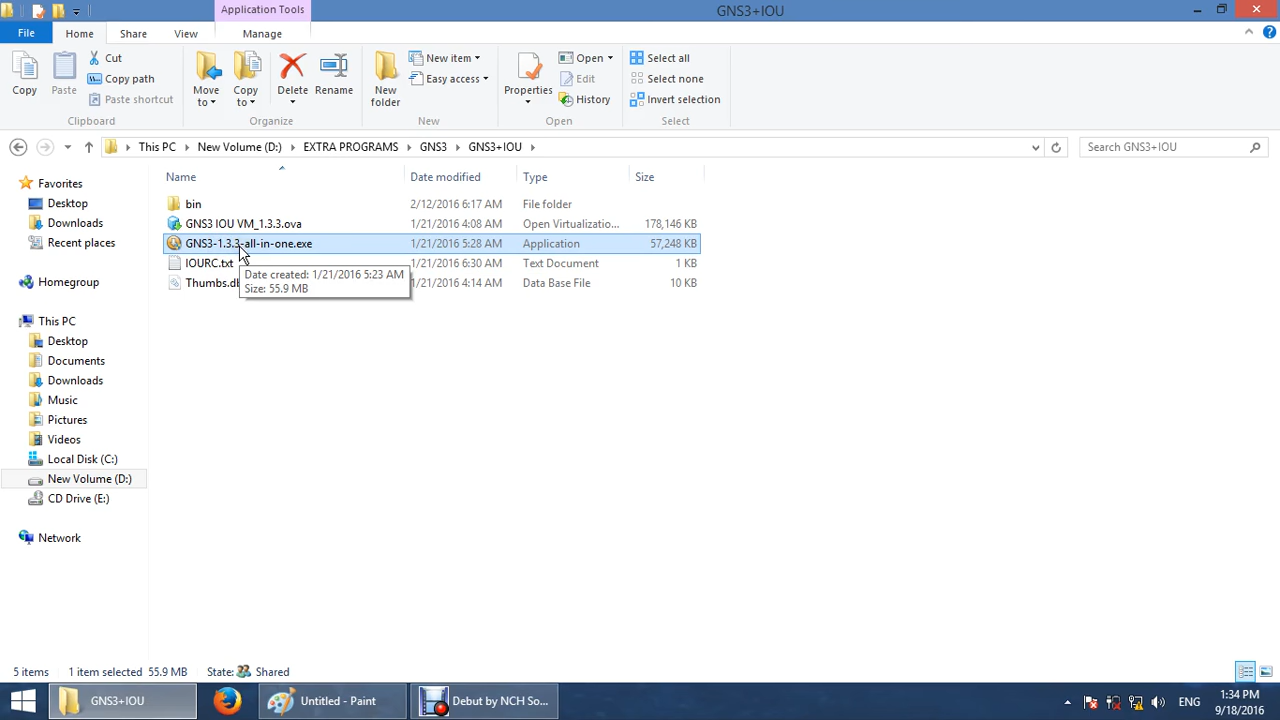 Application Tools
GNS3+IOU
File
Home
Share
View
Manage
Copy
Paste
Cut
Copy path
Paste shortcut
Clipboard
Move to
Copy to
Delete
Rename
Organize
New folder
New item
Easy access
New
Properties
Open
Edit
History
Open
Select all
Select none
Invert selection
Select
This PC
New Volume (D:)
EXTRA PROGRAMS
GNS3
GNS3+IOU
Search GNS3+IOU
Name Date modified Type Size
bin 2/12/2016 6:17 AM File folder
GNS3 IOU VM_1.3.3.ova 1/21/2016 4:08 AM Open Virtualizatio... 178,146 KB
GNS3-1.3.3-all-in-one.exe 1/21/2016 5:28 AM Application 57,248 KB
IOURC.txt 1/21/2016 6:30 AM Text Document 1 KB
Thumbs.db 1/21/2016 4:14 AM Data Base File 10 KB
Date created: 1/21/2016 5:23 AM
Size: 55.9 MB
Favorites
Desktop
Downloads
Recent places
Homegroup
This PC
Desktop
Documents
Downloads
Music
Pictures
Videos
Local Disk (C:)
New Volume (D:)
CD Drive (E:)
Network
5 items 1 item selected 55.9 MB State: Shared
GNS3+IOU
Untitled - Paint
Debut by NCH So...
ENG
1:34 PM
9/18/2016